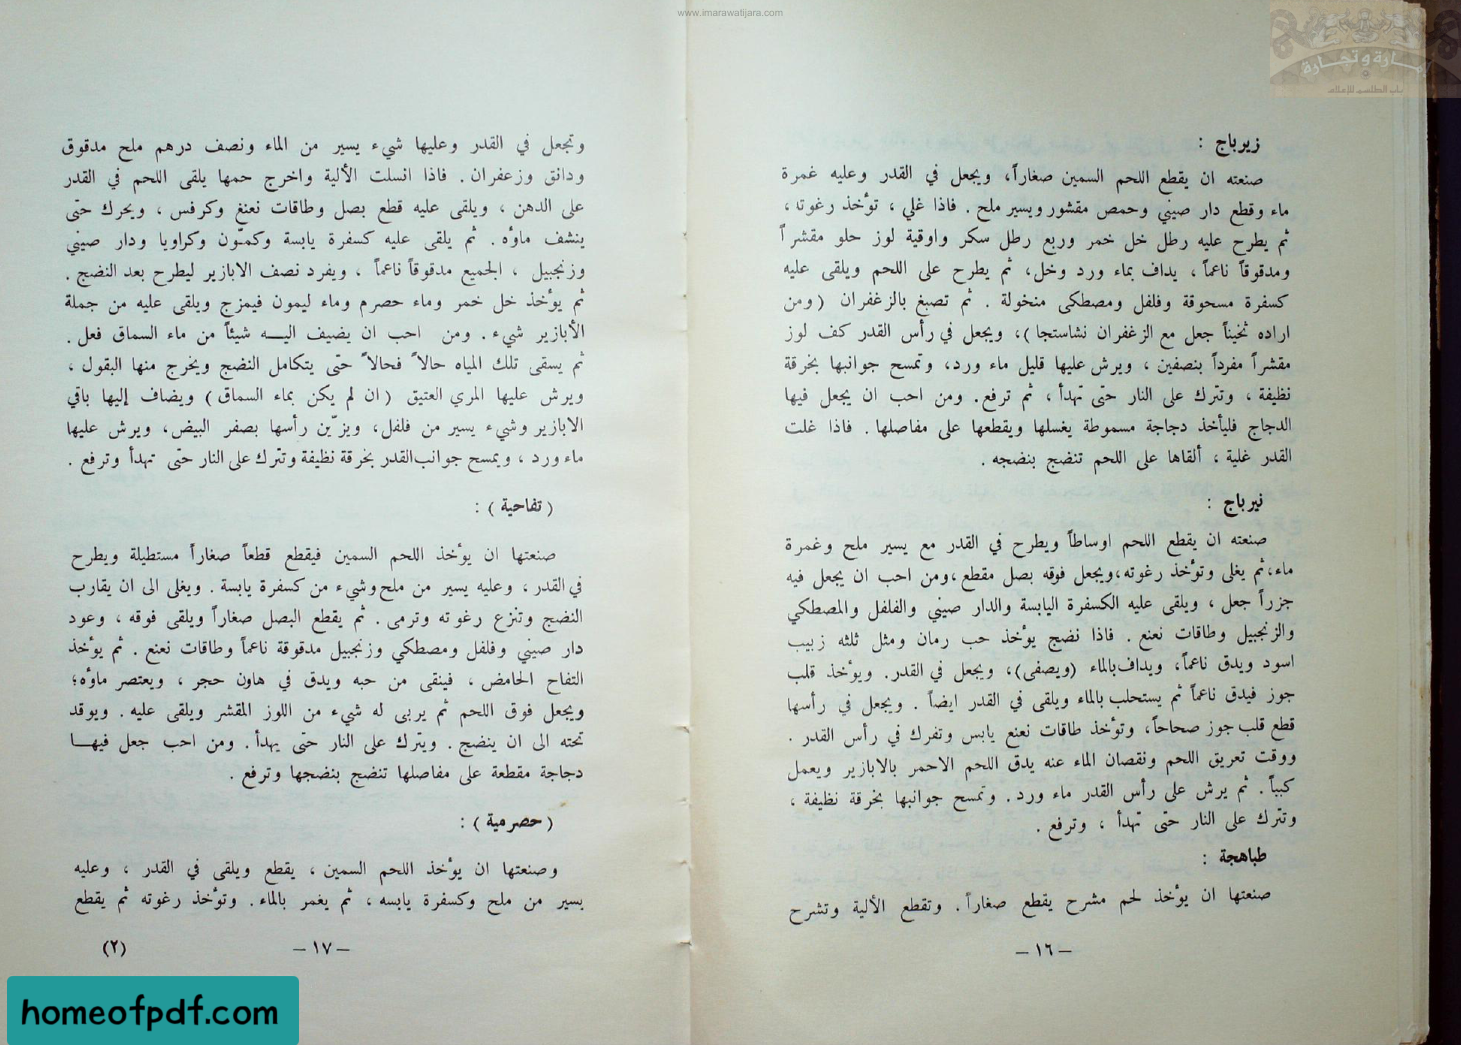 www.imarawatijara.com
إمارة وتجارة
زيرباج :
صنعته ان يقطع اللحم السمين صغاراً، ويجعل في القدر وعليه غمرة
ماء وقطع دار صيني وحمص مقشور ويسير ملح . فاذا غلي ، تؤخذ رغوته ،
ثم يطرح عليه رطل خل خمر وربع رطل سكر واوقية لوز حلو مقشراً
ومدقوقاً ناعماً ، يداف بماء ورد وخل، ثم يطرح على اللحم ويلقى عليه
كسفرة مسحوقة وفلفل ومصطكى منخولة . ثم تصبغ بالزغفران ( ومن
اراده ثخيناً جعل مع الزعفران نشاستجا )، ويجعل في رأس القدر كف لوز
مقشراً مفرداً بنصفين ، ويرش عليها قليل ماء ورد، وتمسح جوانبها بخرقة
نظيفة ، وتترك على النار حتى تهدأ ، ثم ترفع . ومن احب ان يجعل فيها
الدجاج فليأخذ دجاجة مسموطة يغسلها ويقطعها على مفاصلها . فاذا غلت
القدر غلية ، ألقاها على اللحم تنضج بنضجه .
نيرباج :
صنعته ان يقطع اللحم اوساطاً ويطرح في القدر مع يسير ملح وغمرة
ماء،ثم يغلى وتؤخذ رغوته،ويجعل فوقه بصل مقطع،ومن احب ان يجعل فيه
جزراً جعل ، ويلقى عليه الكسفرة اليابسة والدار صيني والفلفل والمصطكي
والزنجبيل وطاقات نعنع . فاذا نضج يؤخذ حب رمان ومثل ثلثه زبيب
اسود ويدق ناعماً، ويداف بالماء (ويصفى)، ويجعل في القدر. ويؤخذ قلب
جوز فيدق ناعماً ثم يستحلب بالماء ويلقى في القدر ايضاً . ويجعل في رأسها
قطع قلب جوز صحاحاً، وتؤخذ طاقات نعنع يابس وتفرك في رأس القدر .
ووقت تعريق اللحم ونقصان الماء عنه يدق اللحم الاحمر بالابازير ويعمل
كبباً . ثم يرش على رأس القدر ماء ورد. وتمسح جوانبها بخرقة نظيفة ،
وتترك على النار حتى تهدأ ، وترفع .
طباهجة :
صنعتها ان يؤخذ لحم مشرح يقطع صغاراً . وتقطع الألية وتشرح
– ١٦ –
وتجعل في القدر وعليها شيء يسير من الماء ونصف درهم ملح مدقوق
ودانق وزعفران . فاذا انسلت الألية واخرج حمها يلقى اللحم في القدر
على الدهن ، ويلقى عليه قطع بصل وطاقات نعنغ وكرفس ، ويحرك حتى
ينشف ماؤه . ثم يلقى عليه كسفرة يابسة وكمّون وكراويا ودار صيني
وزنجبيل ، الجميع مدقوقاً ناعماً ، ويفرد نصف الابازير ليطرح بعد النضج .
ثم يؤخذ خل خمر وماء حصرم وماء ليمون فيمزج ويلقى عليه من جملة
الأبازير شيء . ومن احب ان يضيف اليه شيئاً من ماء السماق فعل .
ثم يسقى تلك المياه حالاً فحالاً حتى يتكامل النضج ويخرج منها البقول ،
ويرش عليها المري العتيق ( ان لم يكن بماء السماق ) ويضاف إليها باقي
الابازير وشيء يسير من فلفل، ويزيّن رأسها بصفر البيض، ويرش عليها
ماء ورد ، ويمسح جوانب القدر بخرقة نظيفة وتترك على النار حتى تهدأ وترفع .
( تفاحية ) :
صنعتها ان يؤخذ اللحم السمين فيقطع قطعاً صغاراً مستطيلة ويطرح
في القدر ، وعليه يسير من ملح وشيء من كسفرة يابسة . ويغلى الى ان يقارب
النضج وتنزع رغوته وترمى . ثم يقطع البصل صغاراً ويلقى فوقه ، وعود
دار صيني وفلفل ومصطكي وزنجبيل مدقوقة ناعماً وطاقات نعنع . ثم يؤخذ
التفاح الحامض ، فينقى من حبه ويدق في هاون حجر ، ويعتصر ماؤه؛
ويجعل فوق اللحم ثم يربى له شيء من اللوز المقشر ويلقى عليه . ويوقد
تحته الى ان ينضج . ويترك على النار حتى يهدأ . ومن احب جعل فيها
دجاجة مقطعة على مفاصلها تنضج بنضجها وترفع .
( حصرمية ) :
وصنعتها ان يؤخذ اللحم السمين ، يقطع ويلقى في القدر ، وعليه
يسير من ملح وكسفرة يابسه ، ثم يغمر بالماء. وتؤخذ رغوته ثم يقطع
– ١٧ –
(٢)
homeofpdf.com